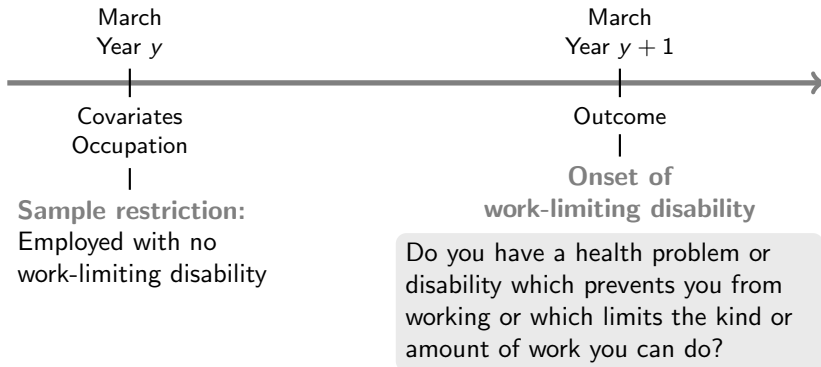 March
Year y
March
Year y + 1
Covariates
Occupation
Outcome
Sample restriction:
Employed with no
work-limiting disability
Onset of
work-limiting disability
Do you have a health problem or
disability which prevents you from
working or which limits the kind or
amount of work you can do?